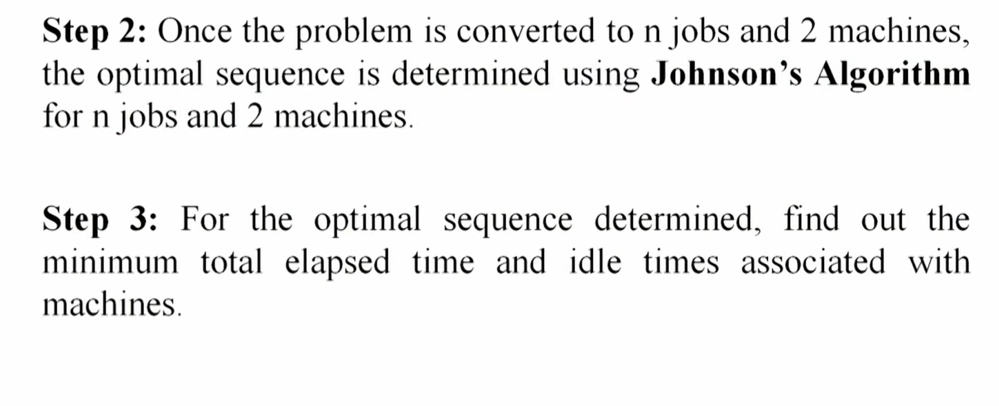 Step 2: Once the problem is converted to n jobs and 2 machines,
the optimal sequence is determined using Johnson’s Algorithm
for n jobs and 2 machines.
Step 3: For the optimal sequence determined, find out the
minimum total elapsed time and idle times associated with
machines.